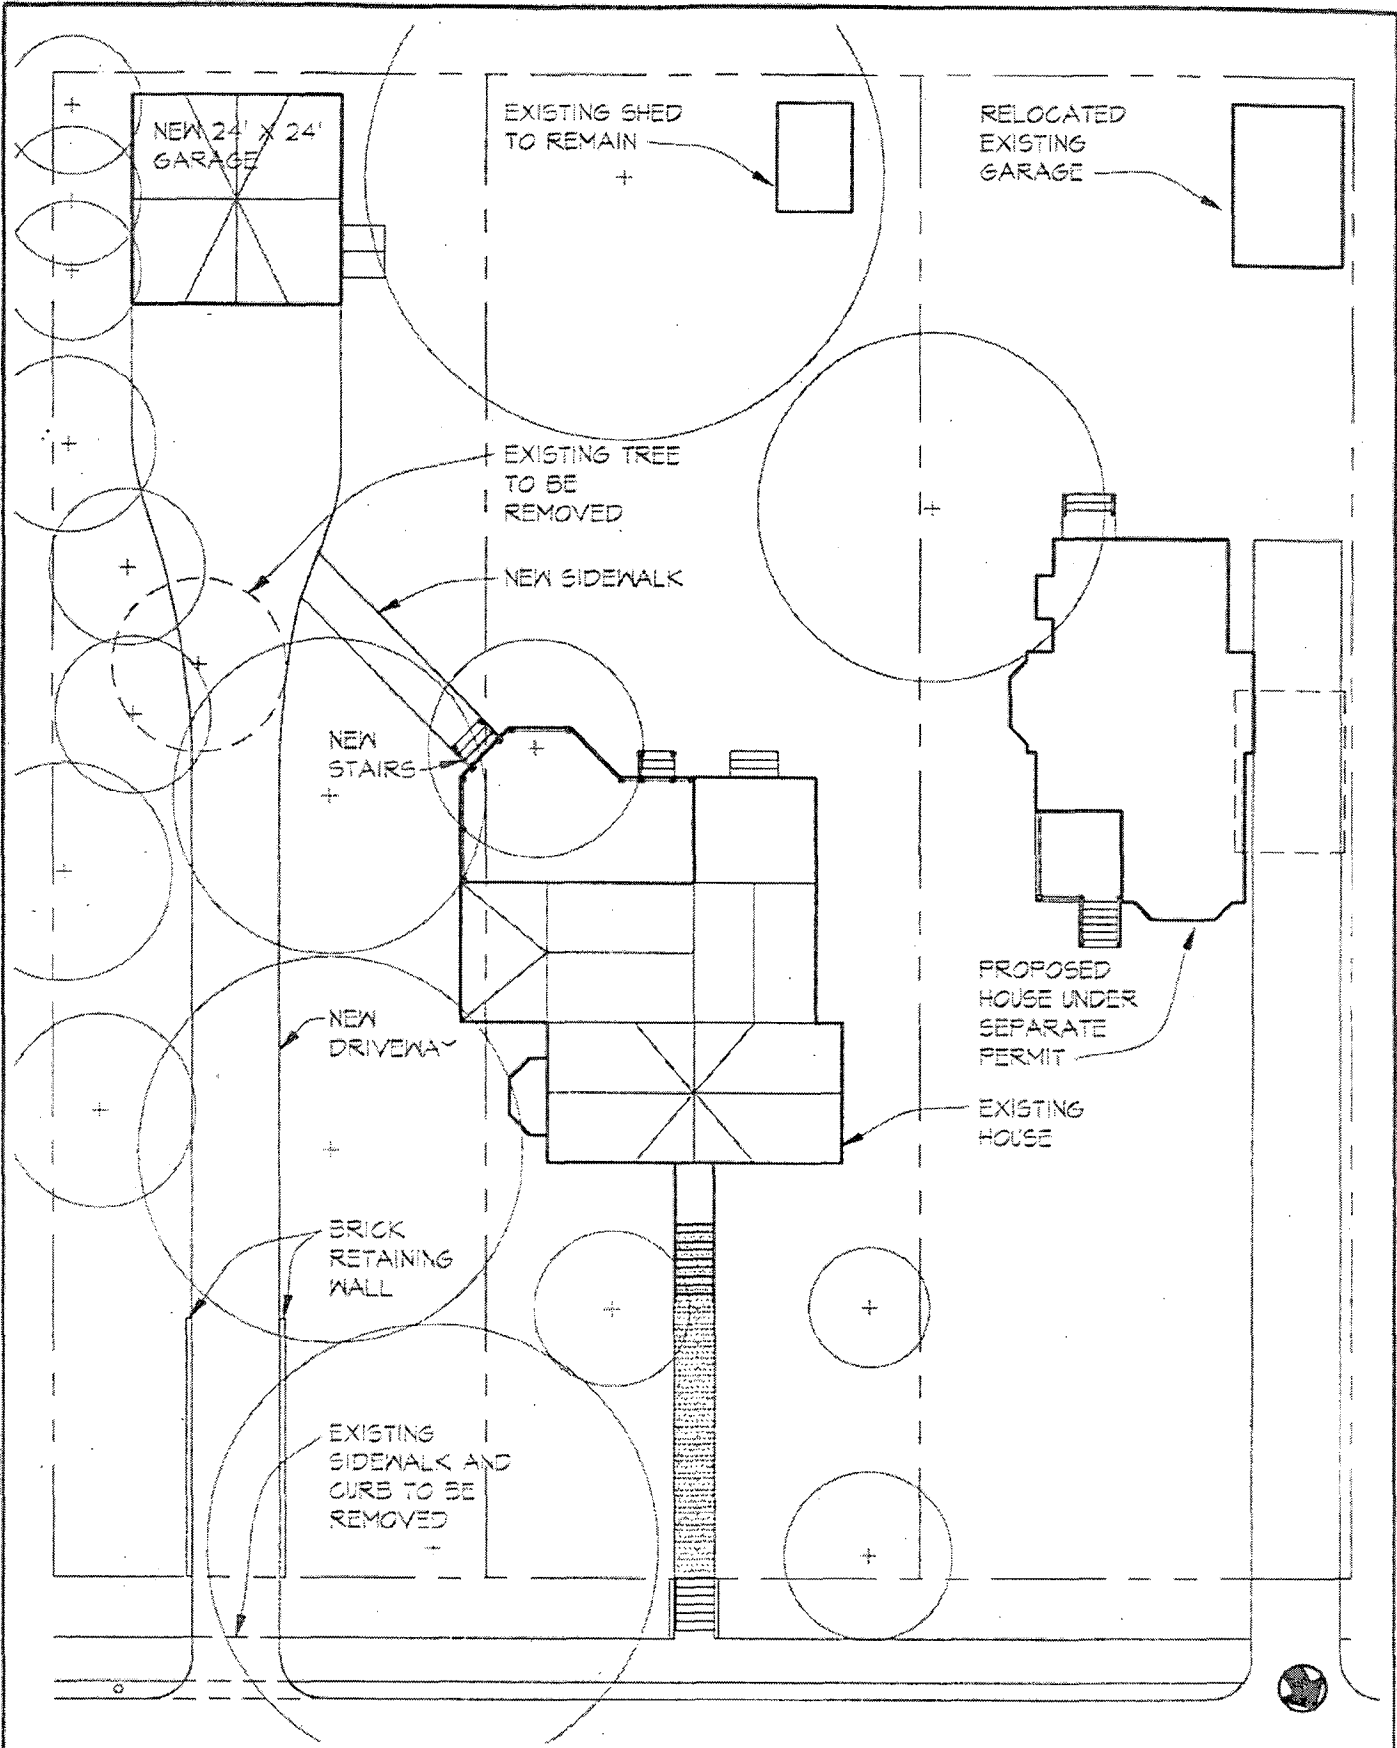 NEW 24' X 24'
GARAGE
EXISTING SHED
TO REMAIN
RELOCATED
EXISTING
GARAGE
EXISTING TREE
TO BE
REMOVED
NEW SIDEWALK
NEW
STAIRS
PROPOSED
HOUSE UNDER
SEPARATE
PERMIT
NEW
DRIVEWAY
EXISTING
HOUSE
BRICK
RETAINING
WALL
EXISTING
SIDEWALK AND
CURB TO BE
REMOVED